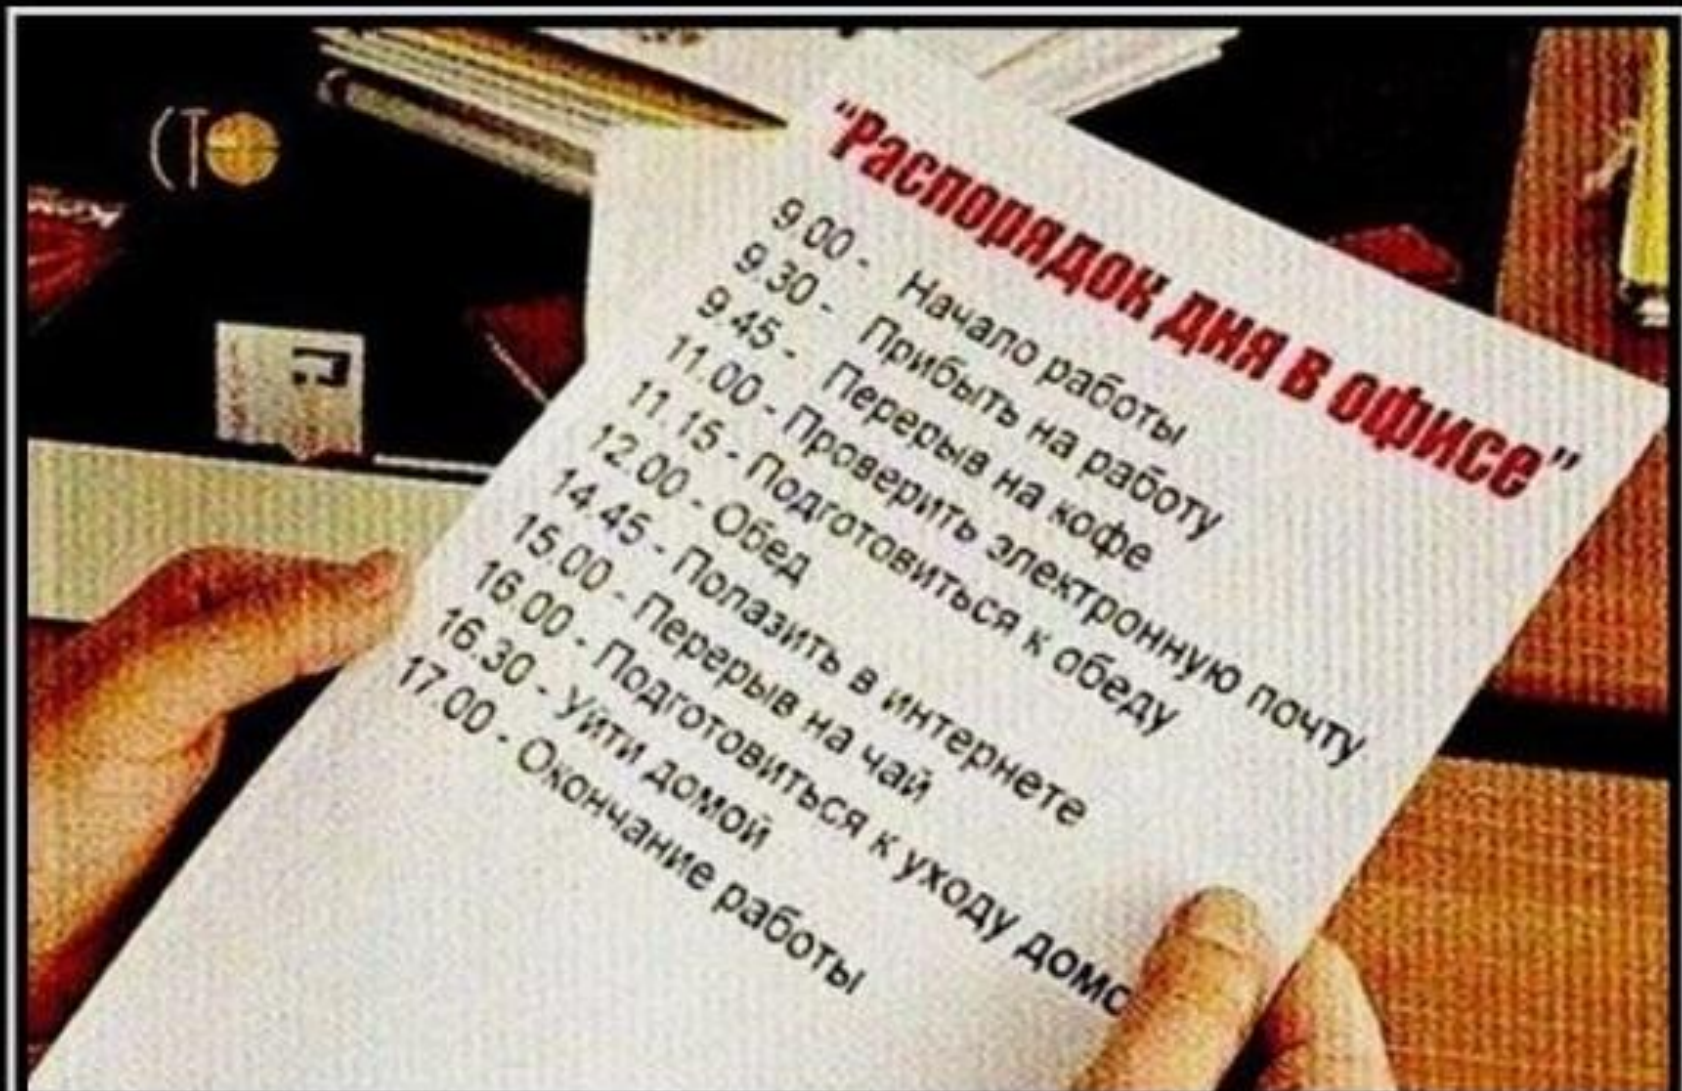 СТО
"Распорядок дня в офисе"
9.00 - Начало работы
9.30 - Прибыть на работу
9.45 - Перерыв на кофе
11.00 - Проверить электронную почту
11.15 - Подготовиться к обеду
12.00 - Обед
14.45 - Полазить в интернете
15.00 - Перерыв на чай
16.00 - Подготовиться к уходу домо
16.30 - Уйти домой
17.00 - Окончание работы